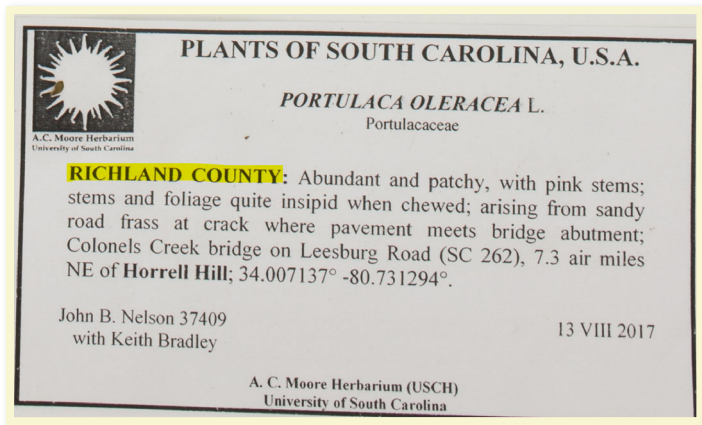 PLANTS OF SOUTH CAROLINA, U.S.A.
PORTULACA OLERACEA L.
Portulacaceae
A.C. Moore Herbarium
University of South Carolina
RICHLAND COUNTY: Abundant and patchy, with pink stems;
stems and foliage quite insipid when chewed; arising from sandy
road frass at crack where pavement meets bridge abutment;
Colonels Creek bridge on Leesburg Road (SC 262), 7.3 air miles
NE of Horrell Hill; 34.007137° -80.731294°.
John B. Nelson 37409
with Keith Bradley
13 VIII 2017
A. C. Moore Herbarium (USCH)
University of South Carolina